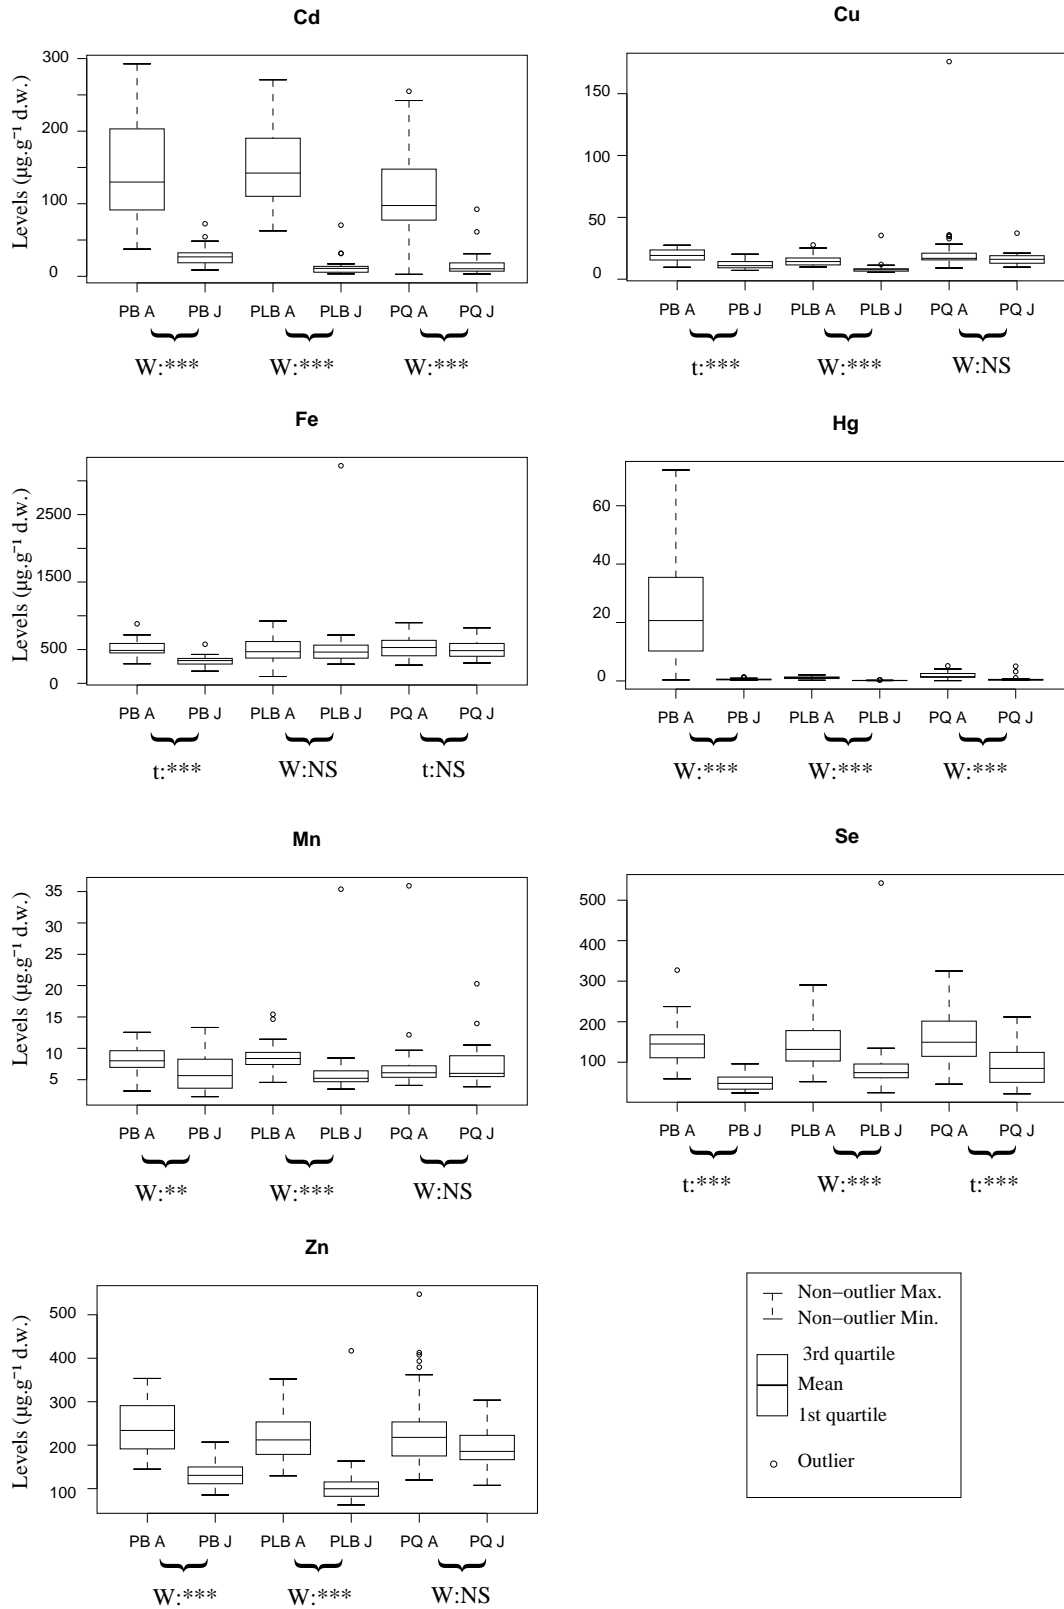 Cd
Levels (µg.g⁻¹ d.w.)
300
200
100
0
PB A PB J PLB A PLB J PQ A PQ J
W:*** W:*** W:***
Cu
150
100
50
0
PB A PB J PLB A PLB J PQ A PQ J
t:*** W:*** W:NS
Fe
Levels (µg.g⁻¹ d.w.)
2500
1500
500
0
PB A PB J PLB A PLB J PQ A PQ J
t:*** W:NS t:NS
Hg
60
40
20
0
PB A PB J PLB A PLB J PQ A PQ J
W:*** W:*** W:***
Mn
Levels (µg.g⁻¹ d.w.)
35
30
25
20
15
10
5
PB A PB J PLB A PLB J PQ A PQ J
W:** W:*** W:NS
Se
500
300
200
100
PB A PB J PLB A PLB J PQ A PQ J
t:*** W:*** t:***
Zn
Levels (µg.g⁻¹ d.w.)
500
400
300
200
100
PB A PB J PLB A PLB J PQ A PQ J
W:*** W:*** W:NS
Non−outlier Max.
Non−outlier Min.
3rd quartile
Mean
1st quartile
Outlier